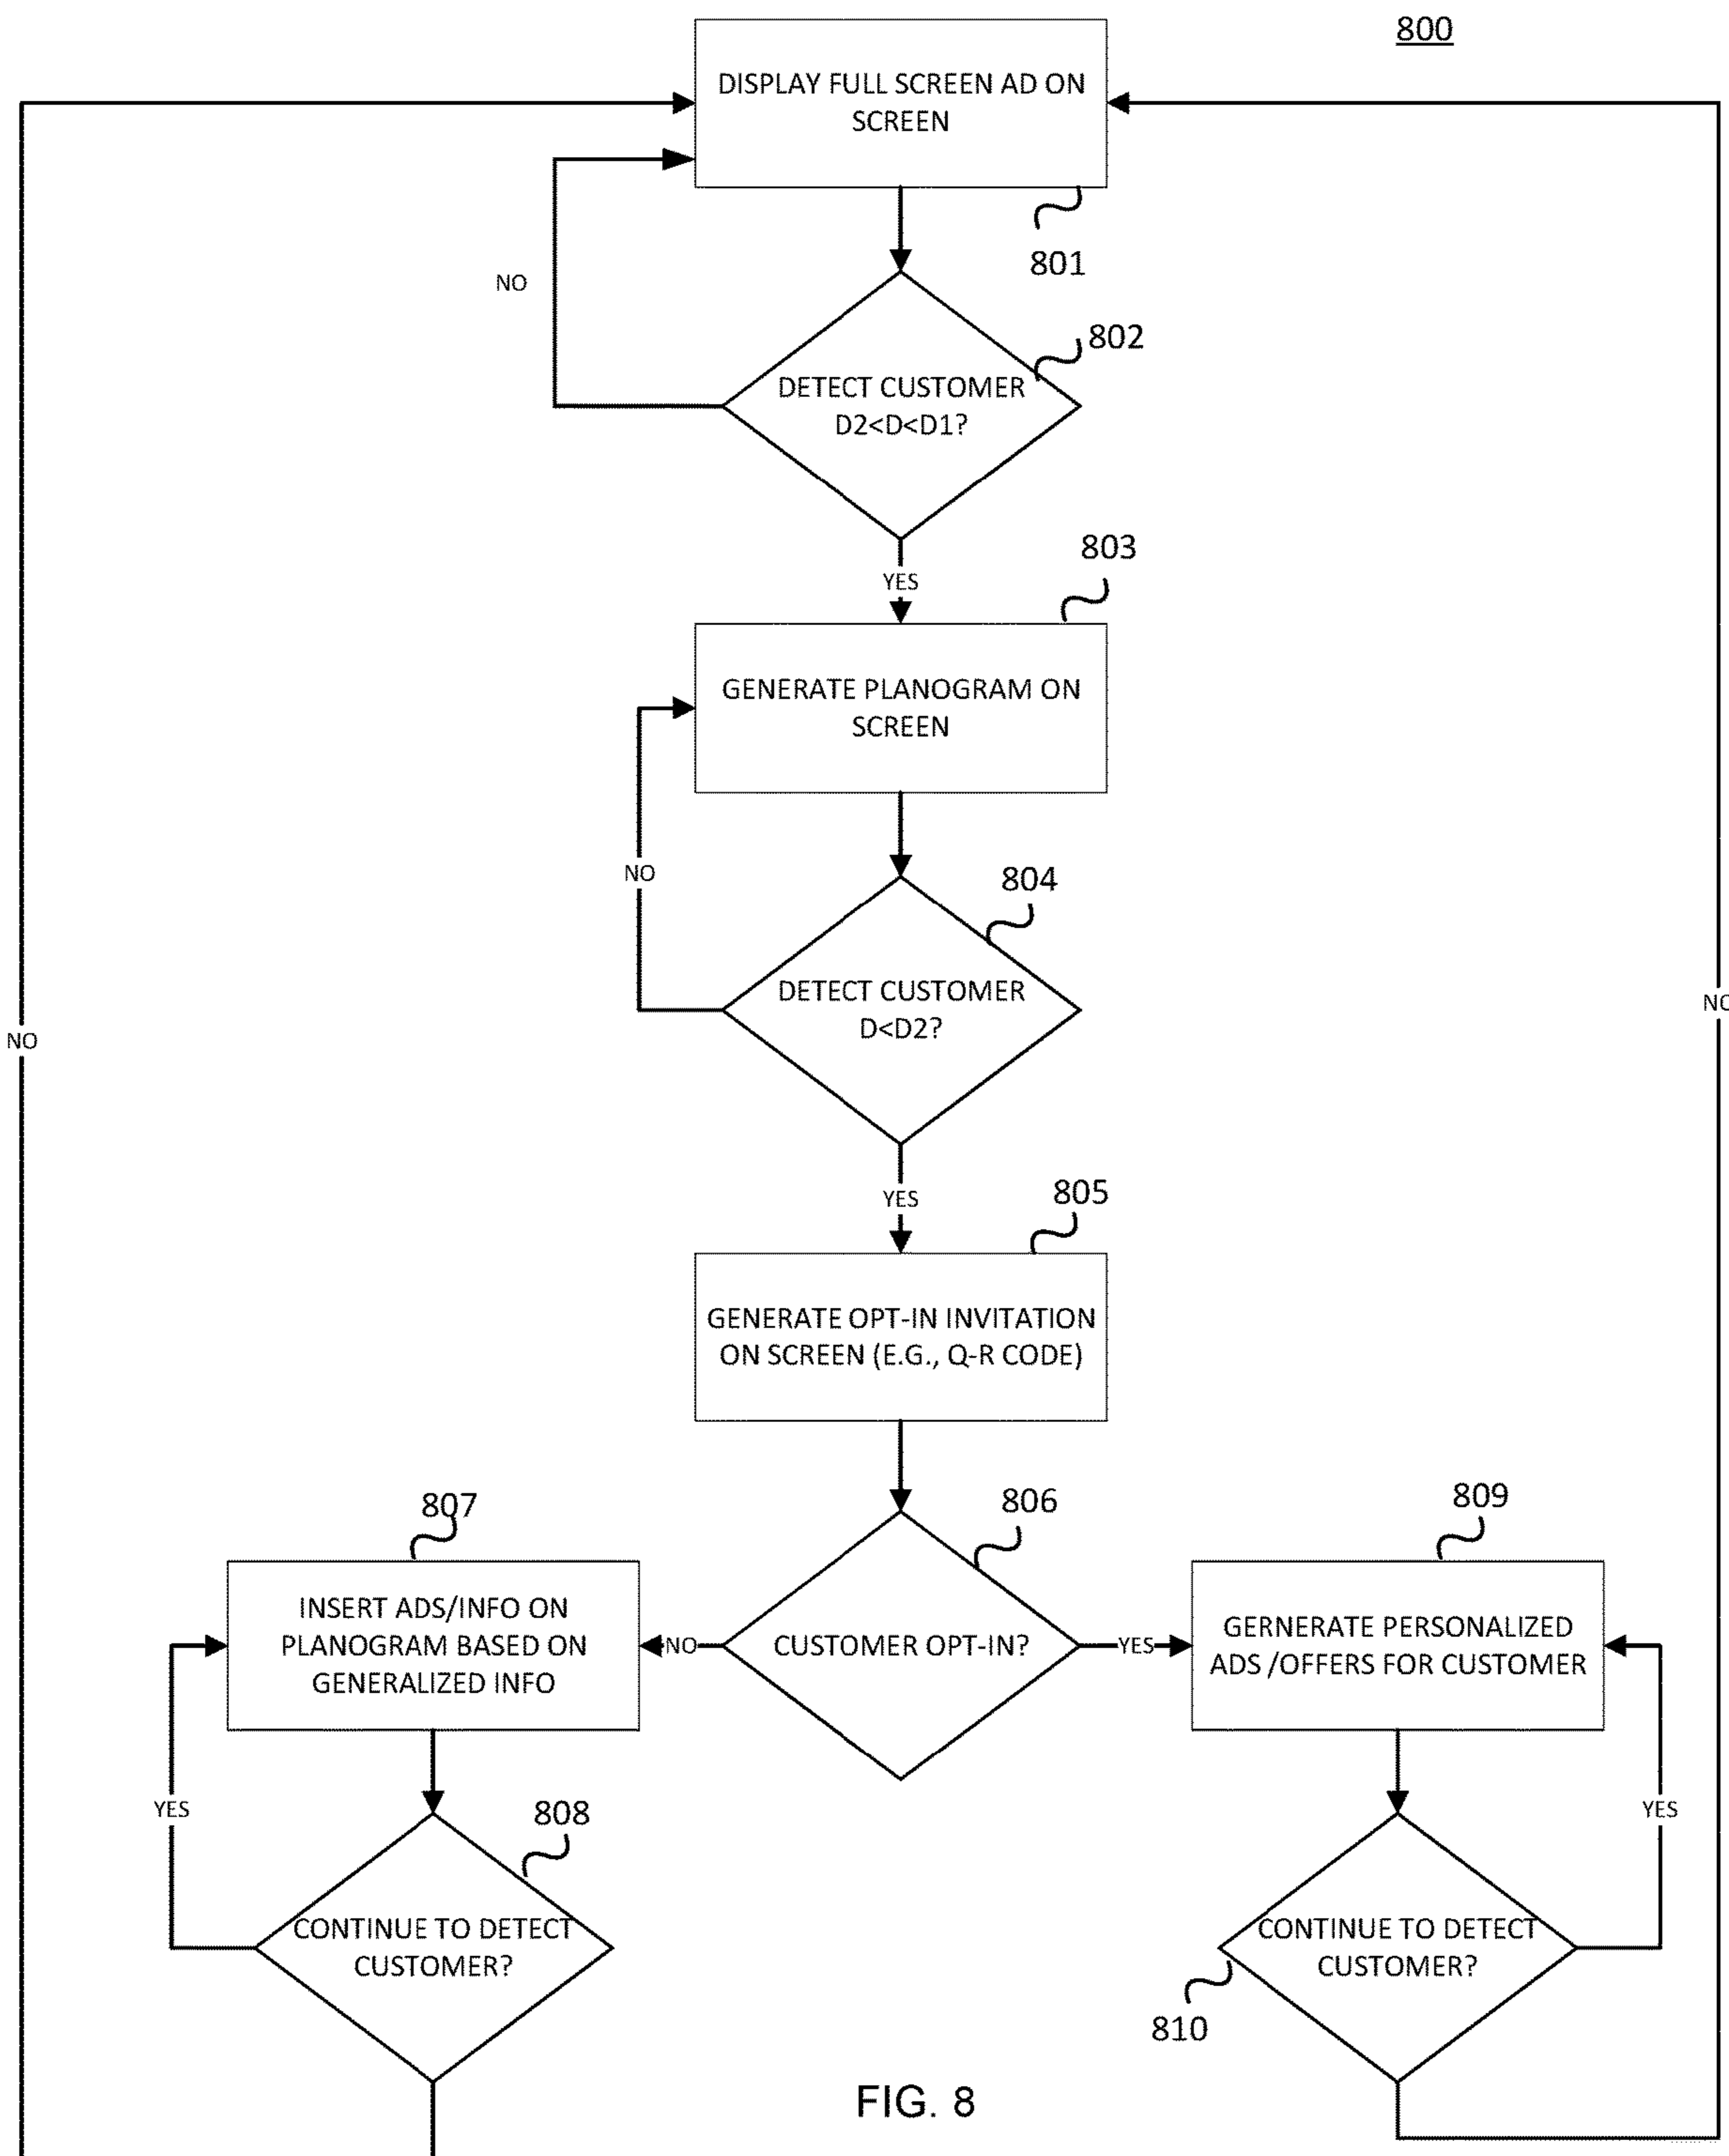 800
DISPLAY FULL SCREEN AD ON
SCREEN
801
NO
802
DETECT CUSTOMER
D2<D<D1?
YES
803
GENERATE PLANOGRAM ON
SCREEN
NO
804
DETECT CUSTOMER
D<D2?
NO
NO
YES
805
GENERATE OPT-IN INVITATION
ON SCREEN (E.G., Q-R CODE)
807
806
809
INSERT ADS/INFO ON
PLANOGRAM BASED ON
GENERALIZED INFO
NO
CUSTOMER OPT-IN?
YES
GERNERATE PERSONALIZED
ADS /OFFERS FOR CUSTOMER
YES
808
YES
CONTINUE TO DETECT
CUSTOMER?
CONTINUE TO DETECT
CUSTOMER?
810
FIG. 8